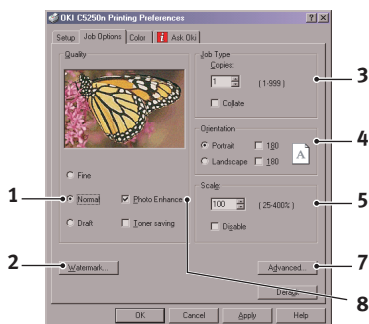 OKI C5250n Printing Preferences
Setup Job Options Color Ask Oki
Quality
Fine
Normal
Draft
Photo Enhance
Toner saving
Watermark...
Job Type
Copies:
1 (1-999)
Collate
Orientation
Portrait 180
Landscape 180
A
Scale:
100 (25-400%)
Disable
Advanced...
Default
OK Cancel Apply Help
1
2
3
4
5
7
8